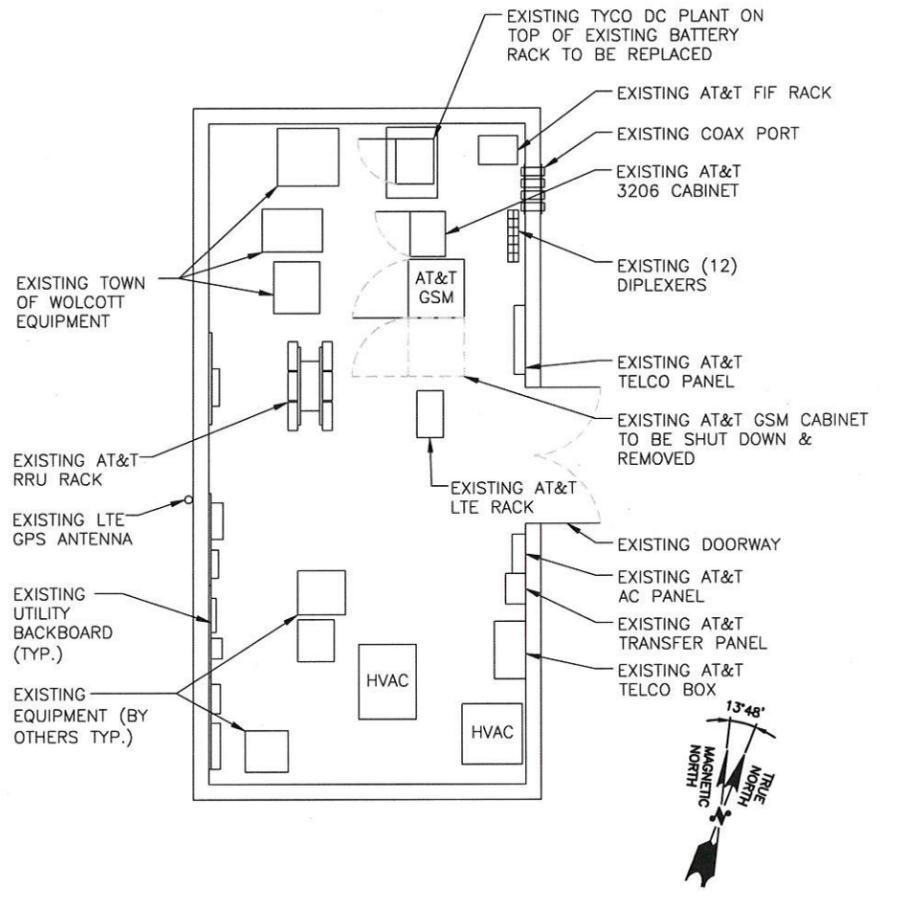 EXISTING TYCO DC PLANT ON
TOP OF EXISTING BATTERY
RACK TO BE REPLACED
EXISTING AT&T FIF RACK
EXISTING COAX PORT
EXISTING AT&T
3206 CABINET
EXISTING (12)
DIPLEXERS
AT&T
GSM
EXISTING TOWN
OF WOLCOTT
EQUIPMENT
EXISTING AT&T
TELCO PANEL
EXISTING AT&T GSM CABINET
TO BE SHUT DOWN &
REMOVED
EXISTING AT&T
RRU RACK
EXISTING AT&T
LTE RACK
EXISTING LTE
GPS ANTENNA
EXISTING DOORWAY
EXISTING AT&T
AC PANEL
EXISTING
UTILITY
BACKBOARD
(TYP.)
EXISTING AT&T
TRANSFER PANEL
EXISTING AT&T
TELCO BOX
EXISTING
EQUIPMENT (BY
OTHERS TYP.)
HVAC
HVAC
13°48'
TRUE
NORTH
MAGNETIC
NORTH
N